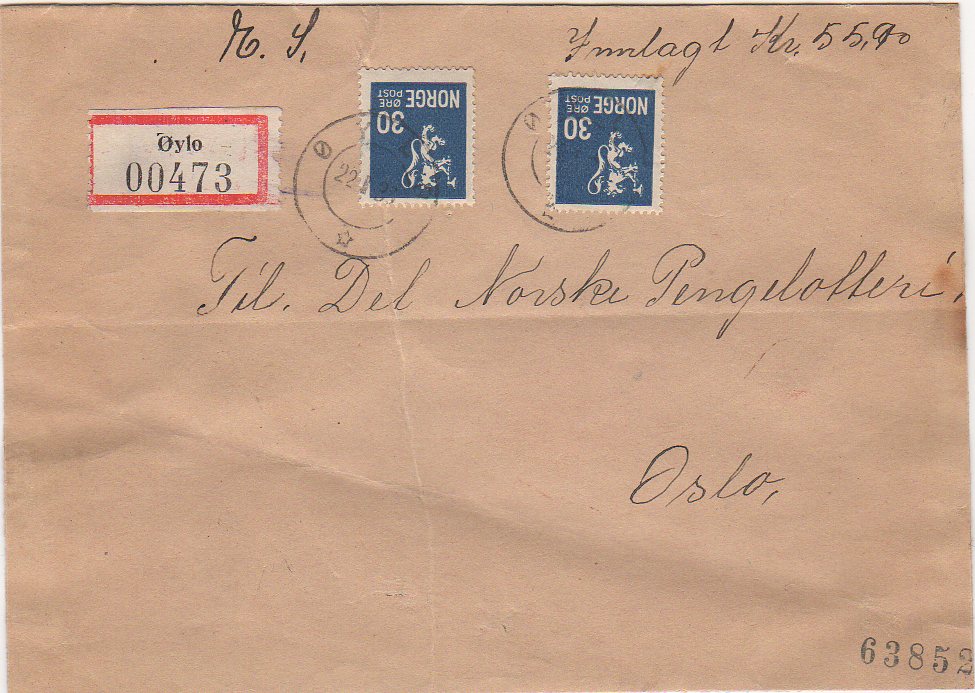 N. S. Innlagt Kr. 55,90
Øylo
00473
NORGE
ØRE
POST
30
NORGE
ØRE
POST
30
22
Til. Det Norske Pengelotteri.
Oslo,
63852